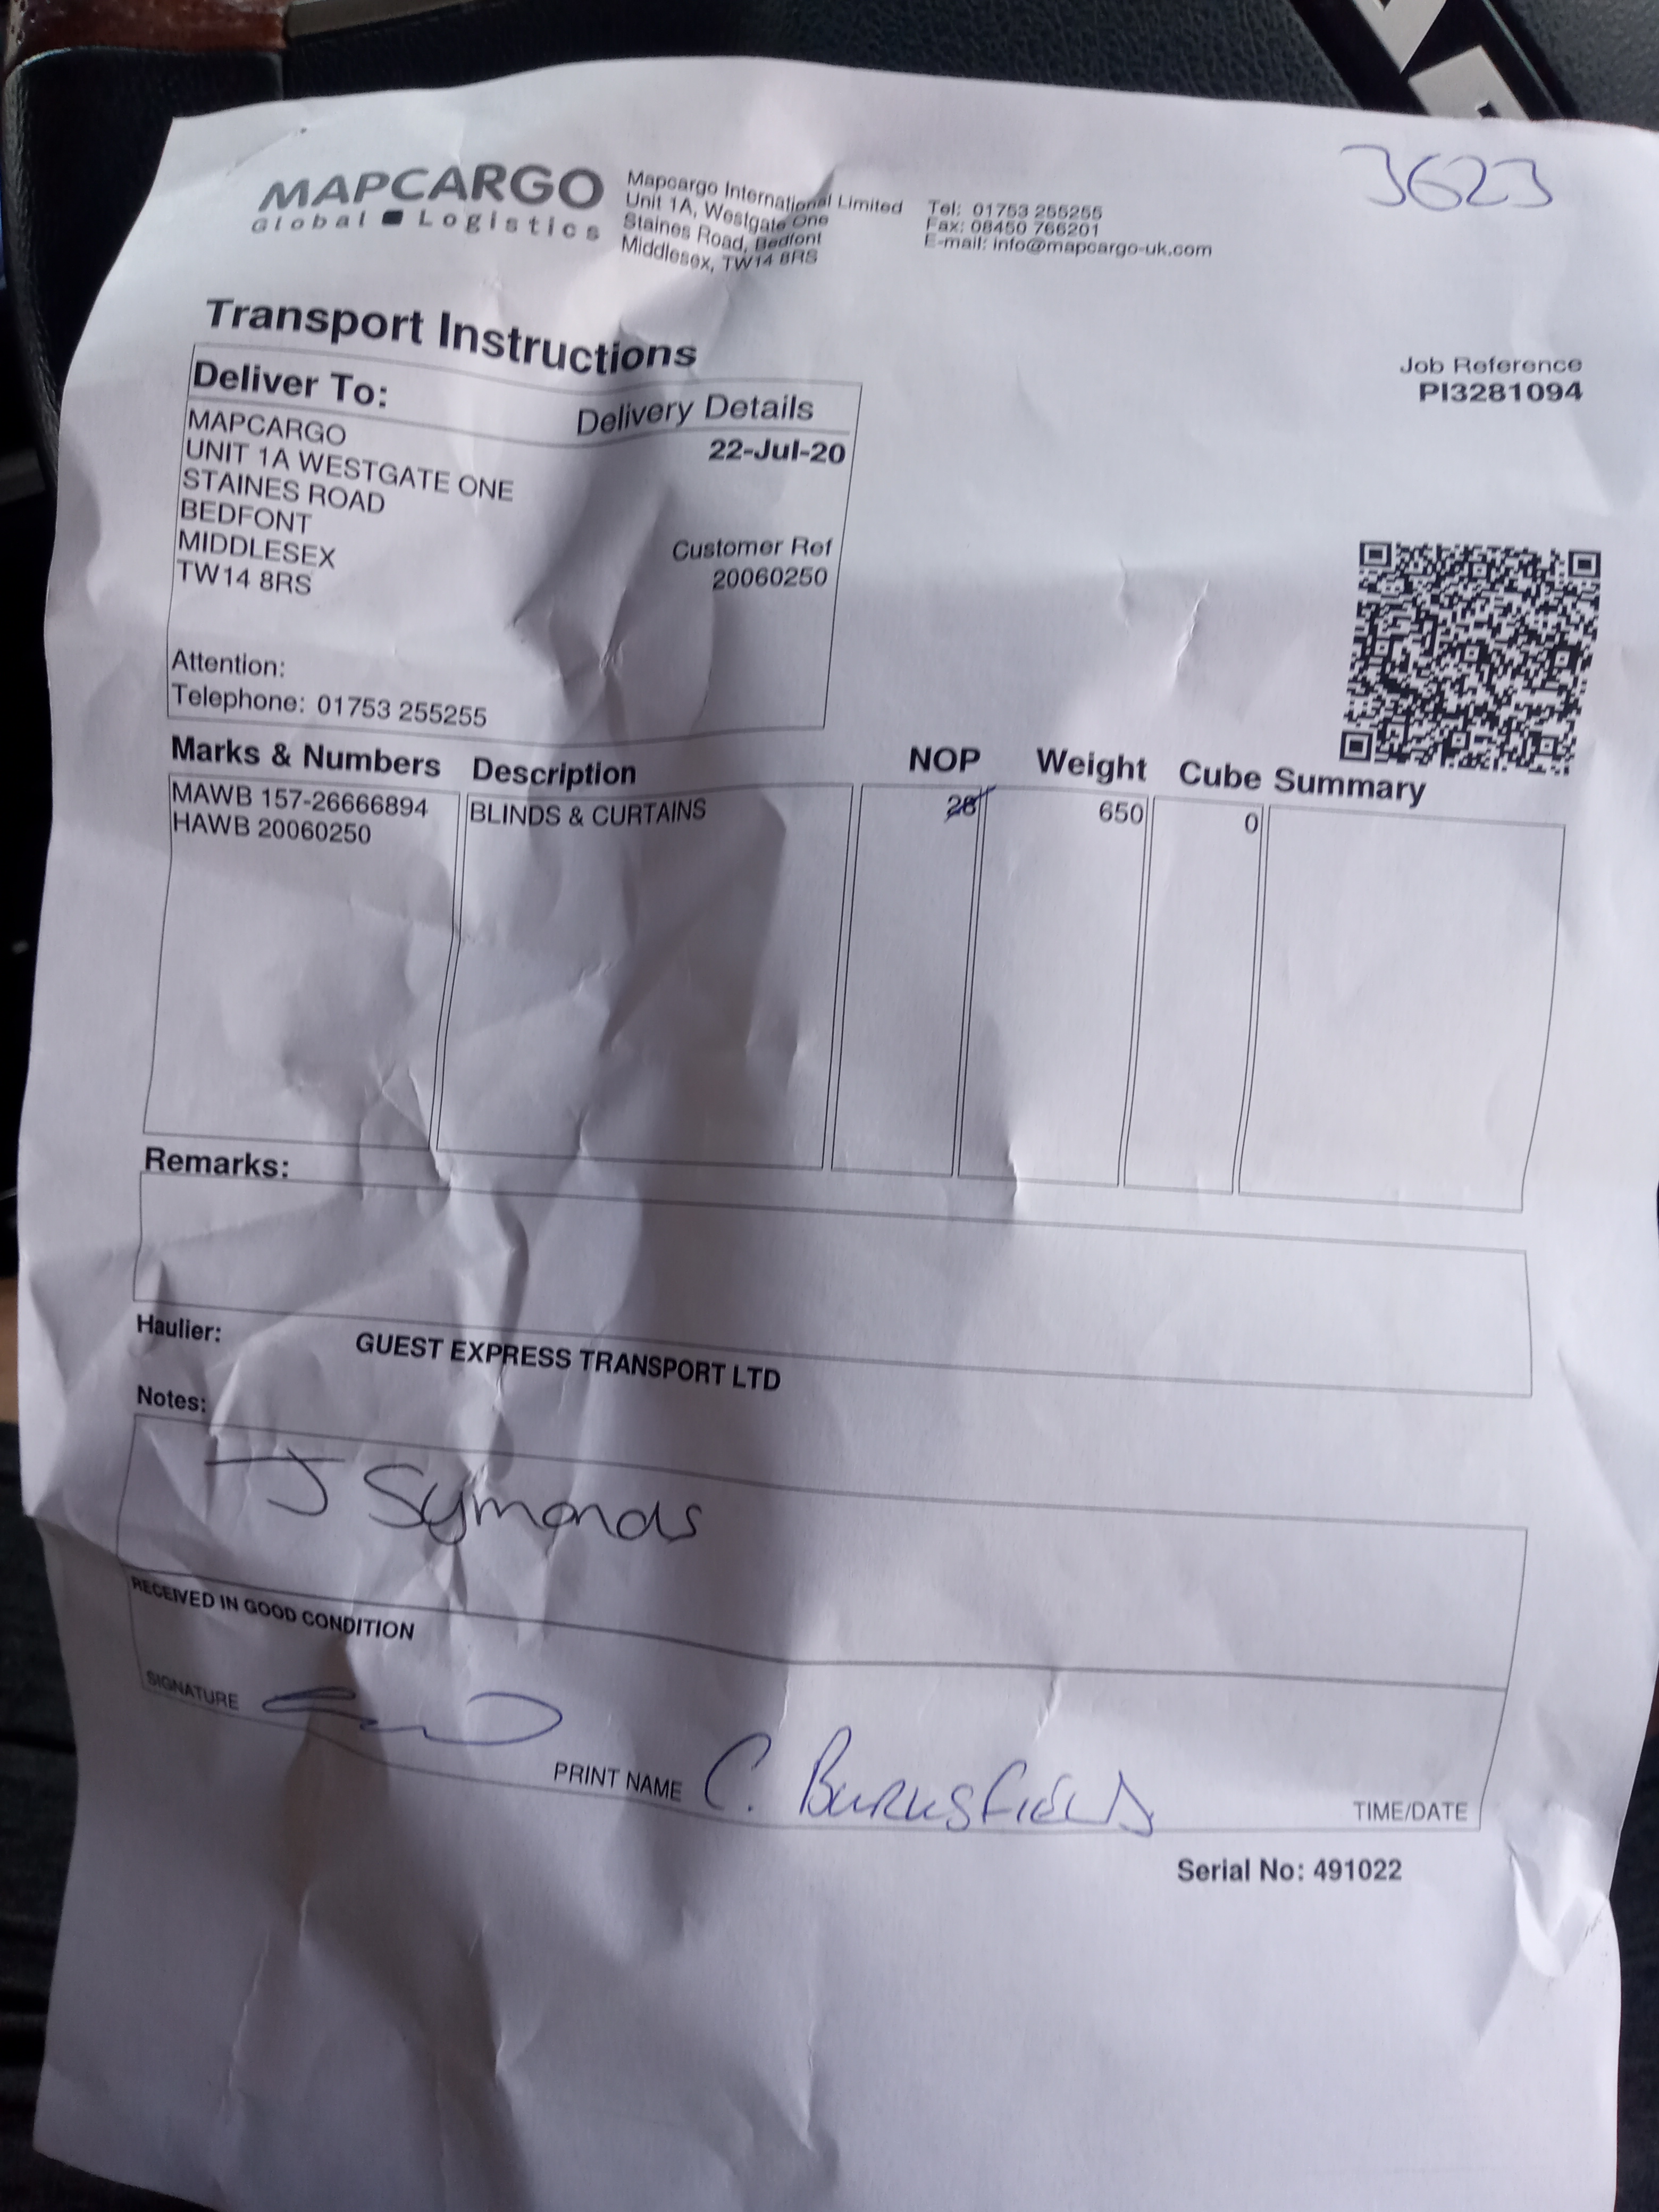 3623
MAPCARGO
Global Logistics
Mapcargo International Limited
Unit 1A, Westgate One
Staines Road, Bedfont
Middlesex, TW14 8RS
Tel: 01753 255255
Fax: 08450 766201
E-mail: info@mapcargo-uk.com
Transport Instructions
Job Reference
PI3281094
Deliver To:
Delivery Details
MAPCARGO
UNIT 1A WESTGATE ONE
STAINES ROAD
BEDFONT
MIDDLESEX
TW14 8RS
22-Jul-20
Customer Ref
20060250
Attention:
Telephone: 01753 255255
Marks & Numbers Description NOP Weight Cube Summary
MAWB 157-26666894 BLINDS & CURTAINS 26 650 0
HAWB 20060250
Remarks:
Haulier: GUEST EXPRESS TRANSPORT LTD
Notes:
J Symonds
RECEIVED IN GOOD CONDITION
SIGNATURE
PRINT NAME C. BURNSFIELD
TIME/DATE
Serial No: 491022